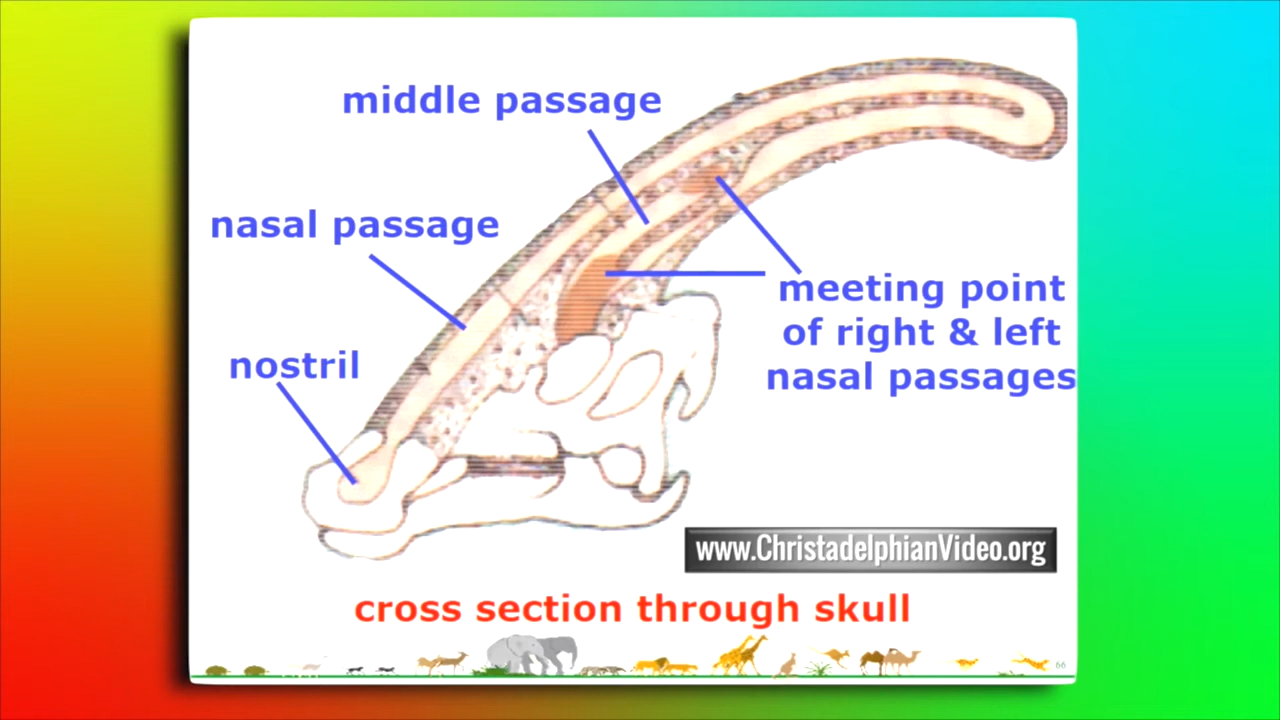 middle passage
nasal passage
nostril
meeting point
of right & left
nasal passages
www.ChristadelphianVideo.org
cross section through skull
66